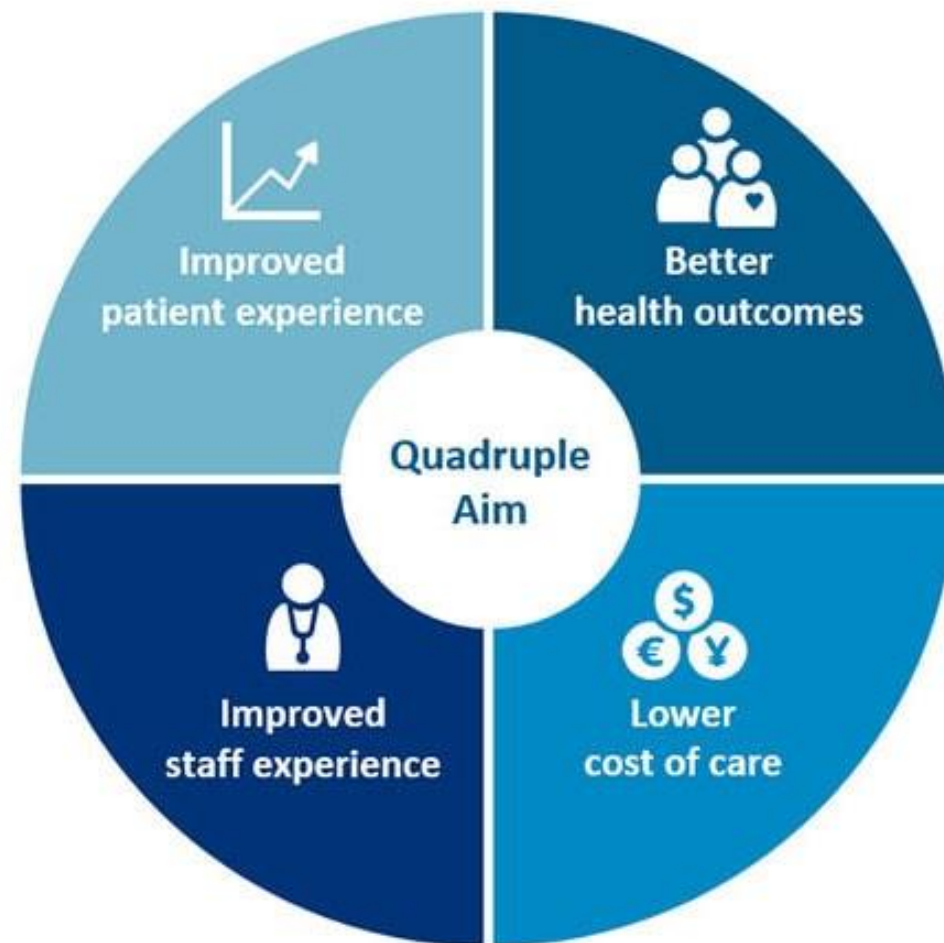 Improved
patient experience
Better
health outcomes
Quadruple
Aim
Improved
staff experience
$
€ ¥
Lower
cost of care